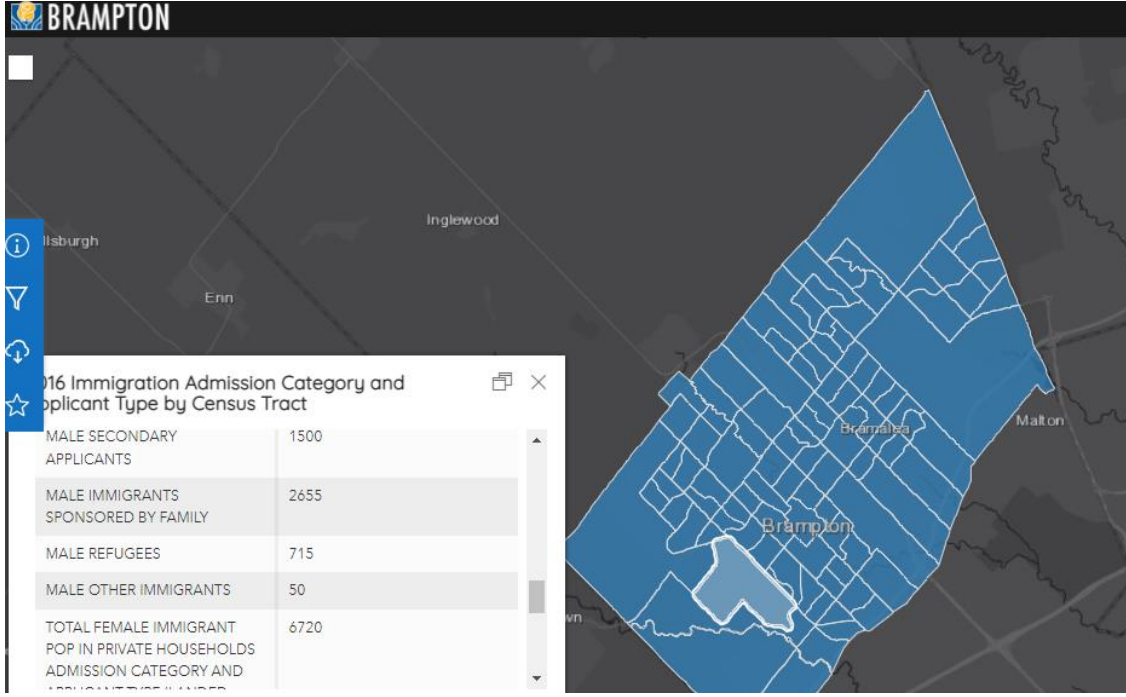 BRAMPTON
Inglewood
llsburgh
Erin
Malton
Bramalea
Brampton
wn
016 Immigration Admission Category and
pplicant Type by Census Tract
MALE SECONDARY 1500
APPLICANTS
MALE IMMIGRANTS 2655
SPONSORED BY FAMILY
MALE REFUGEES 715
MALE OTHER IMMIGRANTS 50
TOTAL FEMALE IMMIGRANT 6720
POP IN PRIVATE HOUSEHOLDS
ADMISSION CATEGORY AND